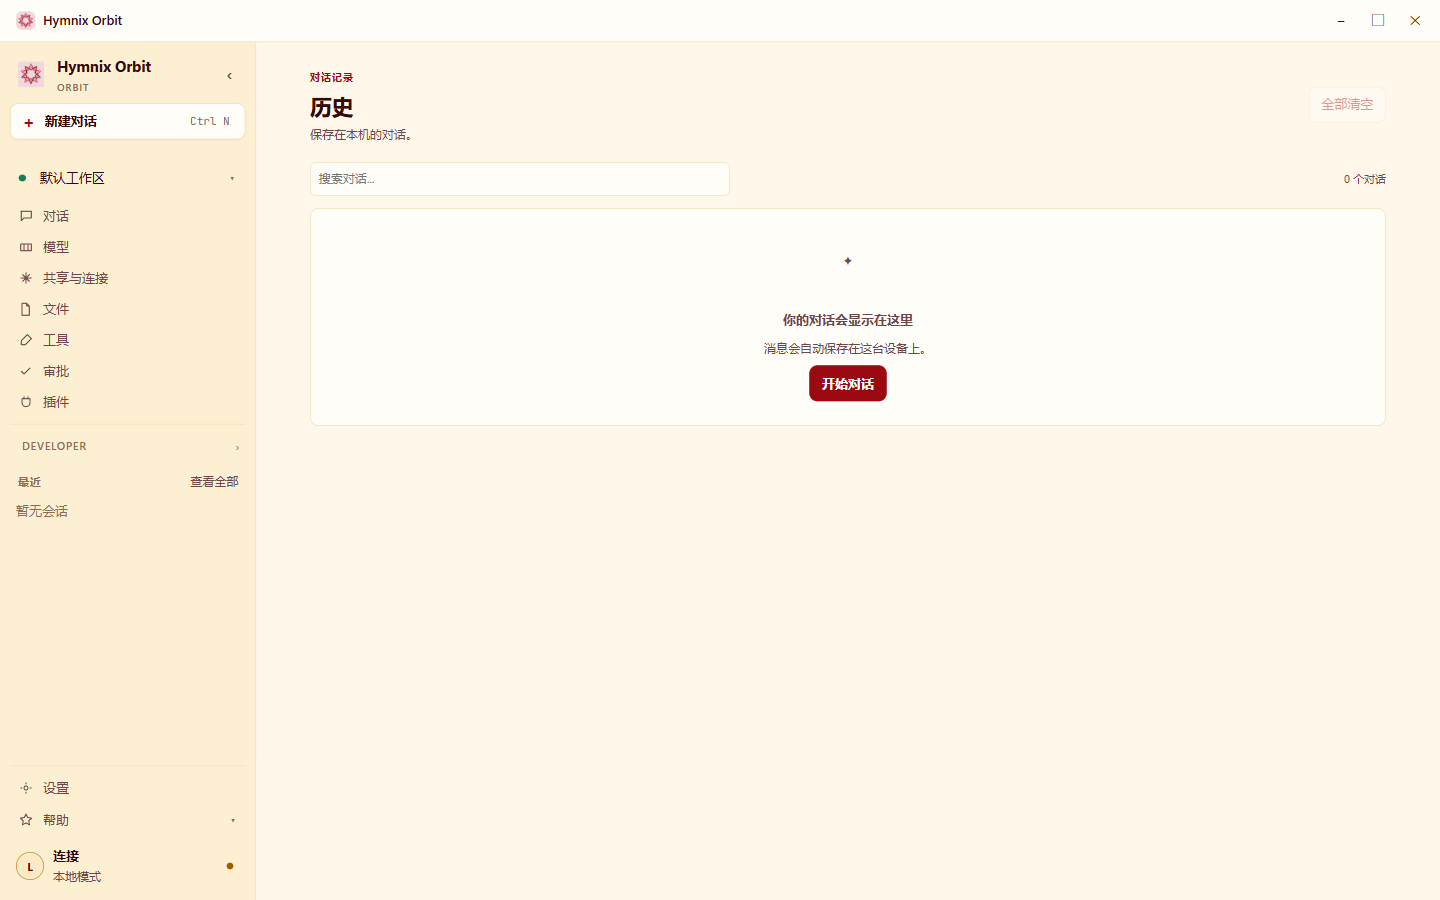 Hymnix Orbit
Hymnix Orbit
ORBIT
+ 新建对话 Ctrl N
默认工作区
对话
模型
共享与连接
文件
工具
审批
插件
DEVELOPER
最近 查看全部
暂无会话
设置
帮助
L
连接
本地模式
对话记录
历史
保存在本机的对话。
全部清空
搜索对话...
0 个对话
你的对话会显示在这里
消息会自动保存在这台设备上。
开始对话